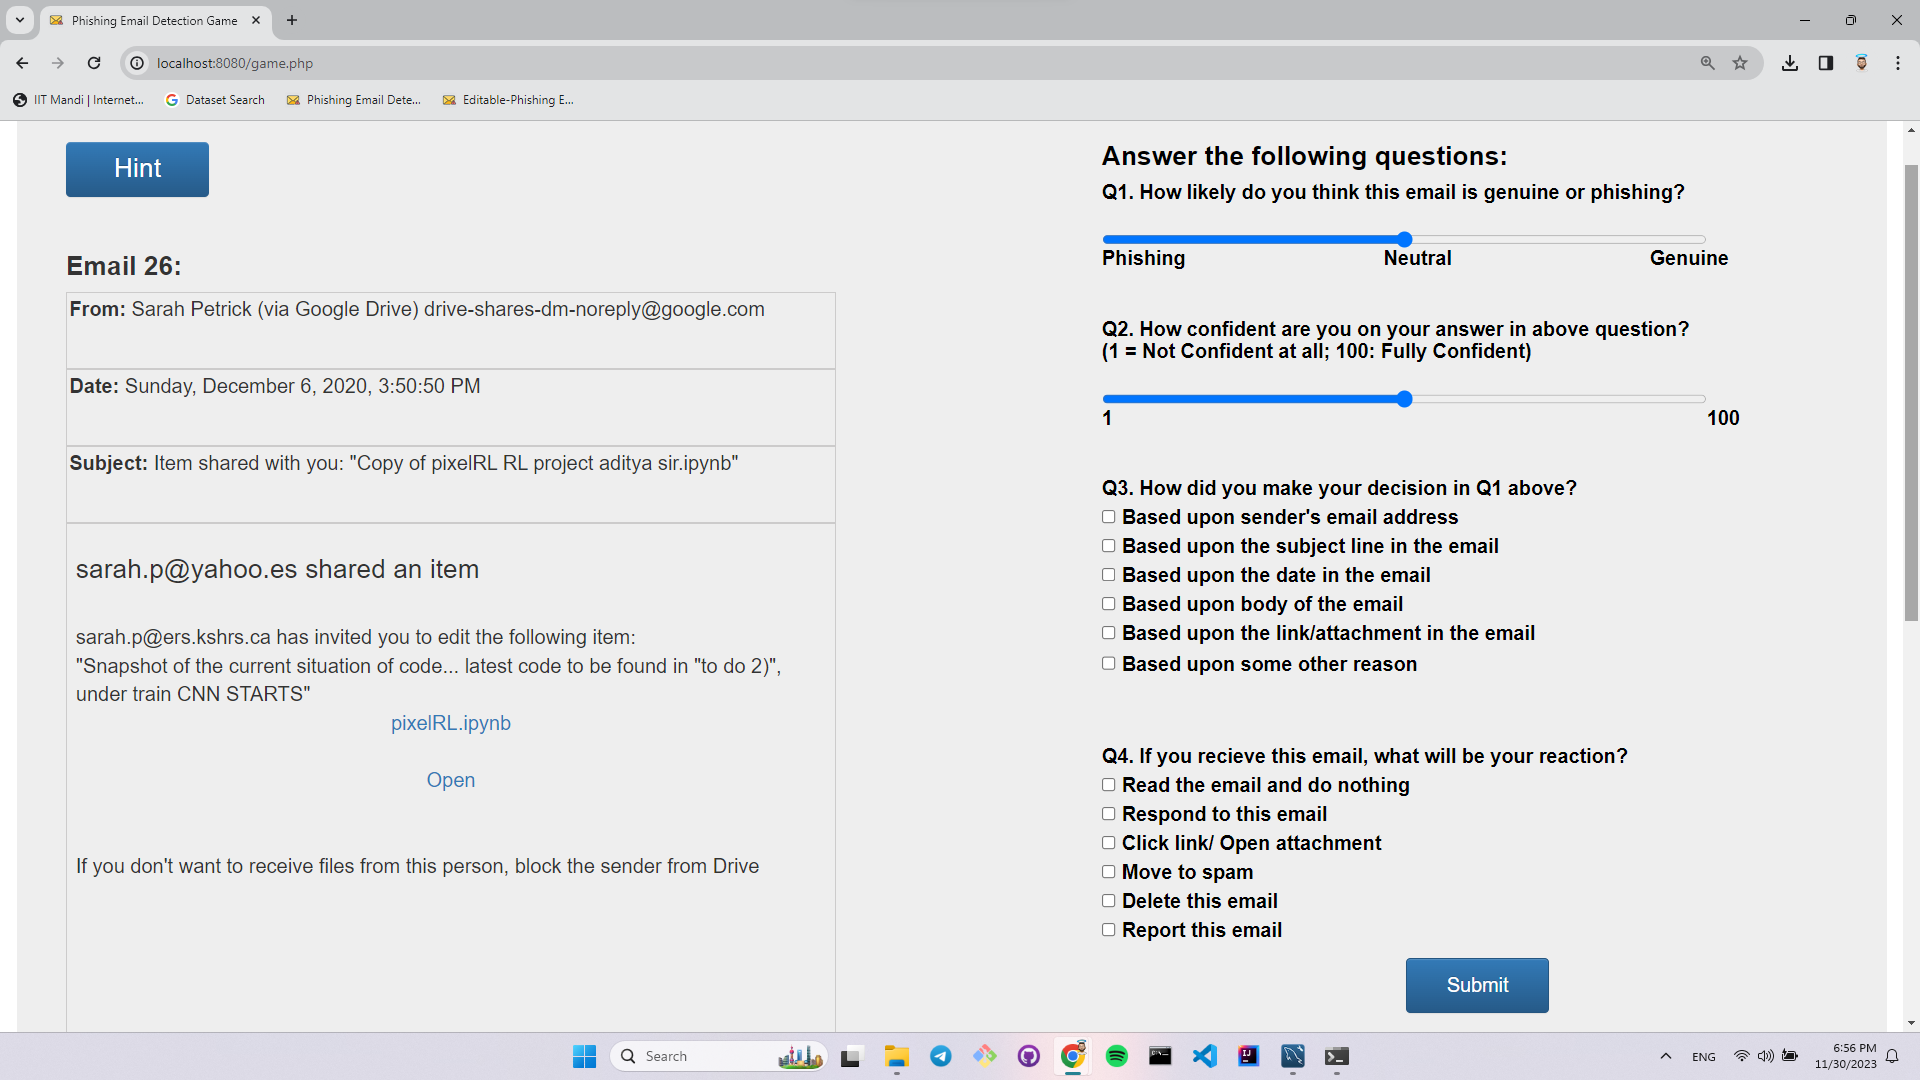 Phishing Email Detection Game
localhost:8080/game.php
IIT Mandi | Internet...
Dataset Search
Phishing Email Dete...
Editable-Phishing E...
Hint
Email 26:
From: Sarah Petrick (via Google Drive) drive-shares-dm-noreply@google.com
Date: Sunday, December 6, 2020, 3:50:50 PM
Subject: Item shared with you: "Copy of pixelRL RL project aditya sir.ipynb"
sarah.p@yahoo.es shared an item
sarah.p@ers.kshrs.ca has invited you to edit the following item:
"Snapshot of the current situation of code... latest code to be found in "to do 2)",
under train CNN STARTS"
pixelRL.ipynb
Open
If you don't want to receive files from this person, block the sender from Drive
Answer the following questions:
Q1. How likely do you think this email is genuine or phishing?
Phishing Neutral Genuine
Q2. How confident are you on your answer in above question?
(1 = Not Confident at all; 100: Fully Confident)
1 100
Q3. How did you make your decision in Q1 above?
Based upon sender's email address
Based upon the subject line in the email
Based upon the date in the email
Based upon body of the email
Based upon the link/attachment in the email
Based upon some other reason
Q4. If you recieve this email, what will be your reaction?
Read the email and do nothing
Respond to this email
Click link/ Open attachment
Move to spam
Delete this email
Report this email
Submit
Search
ENG
6:56 PM
11/30/2023